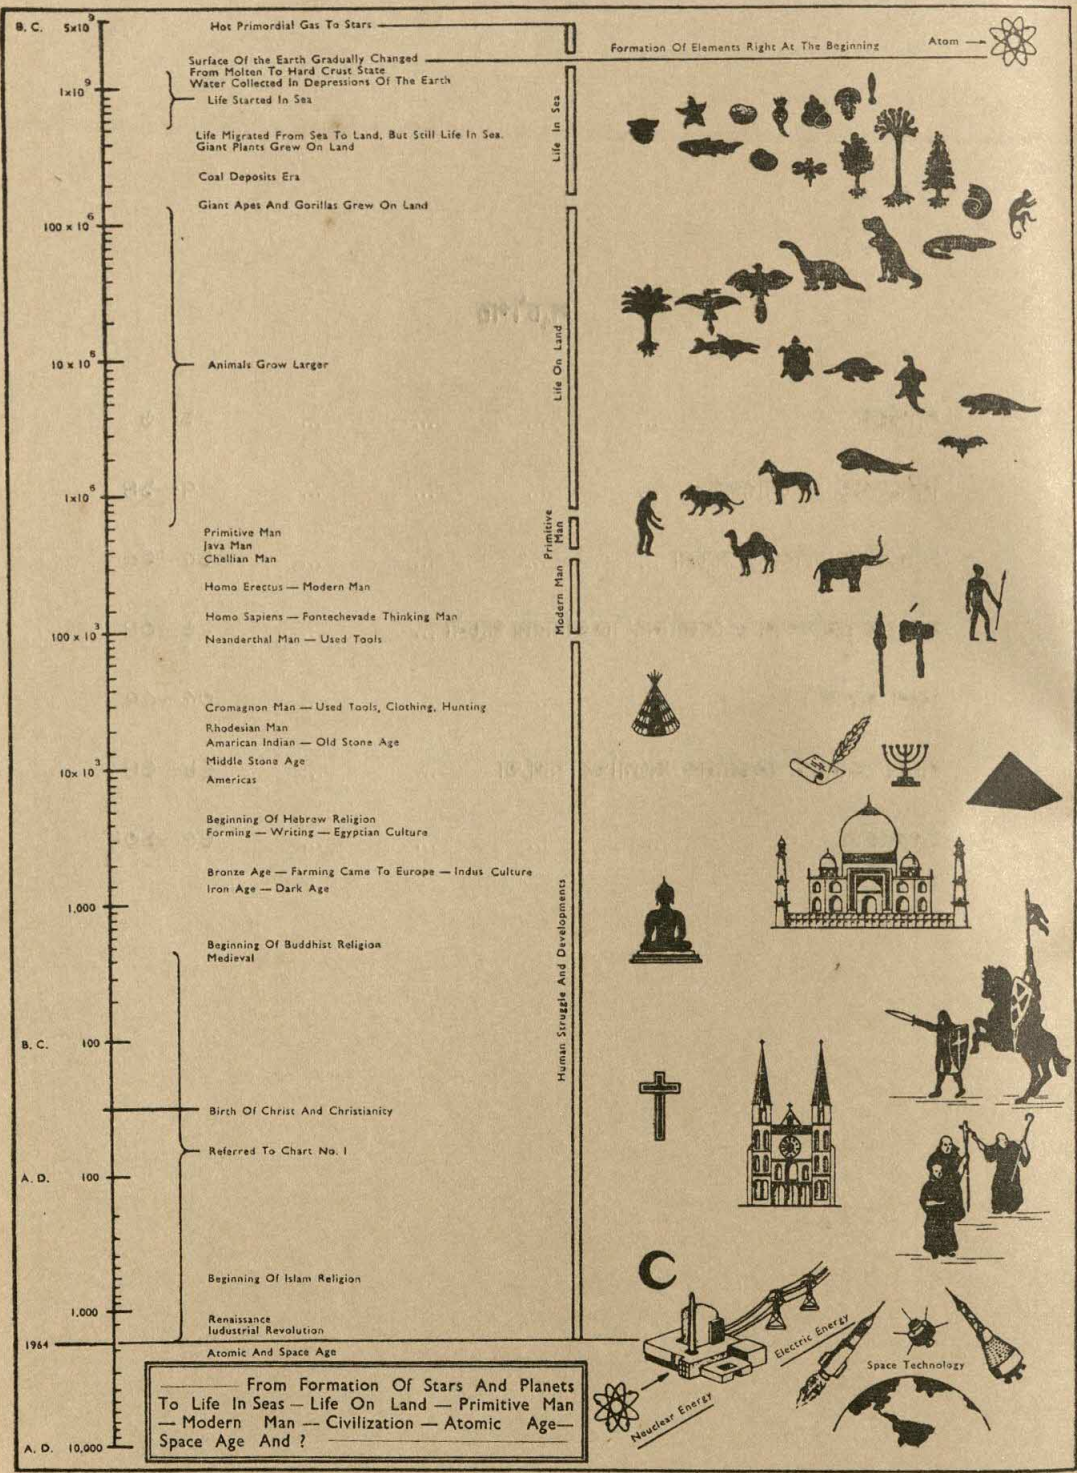 B. C. 5x10⁹
Hot Primordial Gas To Stars
Formation Of Elements Right At The Beginning
Atom
Surface Of the Earth Gradually Changed
From Molten To Hard Crust State
Water Collected In Depressions Of The Earth
1x10⁹
Life Started In Sea
Life In Sea
Life Migrated From Sea To Land, But Still Life In Sea.
Giant Plants Grew On Land
Coal Deposits Era
Giant Apes And Gorillas Grew On Land
100 x 10⁶
Life On Land
10 x 10⁶
Animals Grow Larger
1x10⁶
Primitive Man
Java Man
Chellian Man
Primitive
Man
Homo Erectus — Modern Man
Modern Man
Homo Sapiens — Fontechevade Thinking Man
100 x 10³
Neanderthal Man — Used Tools
Cromagnon Man — Used Tools, Clothing, Hunting
Rhodesian Man
Amarican Indian — Old Stone Age
Middle Stone Age
10x 10³
Americas
Beginning Of Hebrew Religion
Forming — Writing — Egyptian Culture
Bronze Age — Farming Came To Europe — Indus Culture
Iron Age — Dark Age
1,000
Human Struggle And Developments
Beginning Of Buddhist Religion
Medieval
B. C. 100
Birth Of Christ And Christianity
Referred To Chart No. 1
A. D. 100
Beginning Of Islam Religion
1,000
Renaissance
Iudustrial Revolution
1964
Atomic And Space Age
Electric Energy
Space Technology
Neuclear Energy
From Formation Of Stars And Planets
To Life In Seas — Life On Land — Primitive Man
— Modern Man — Civilization — Atomic Age—
Space Age And ?
A. D. 10,000